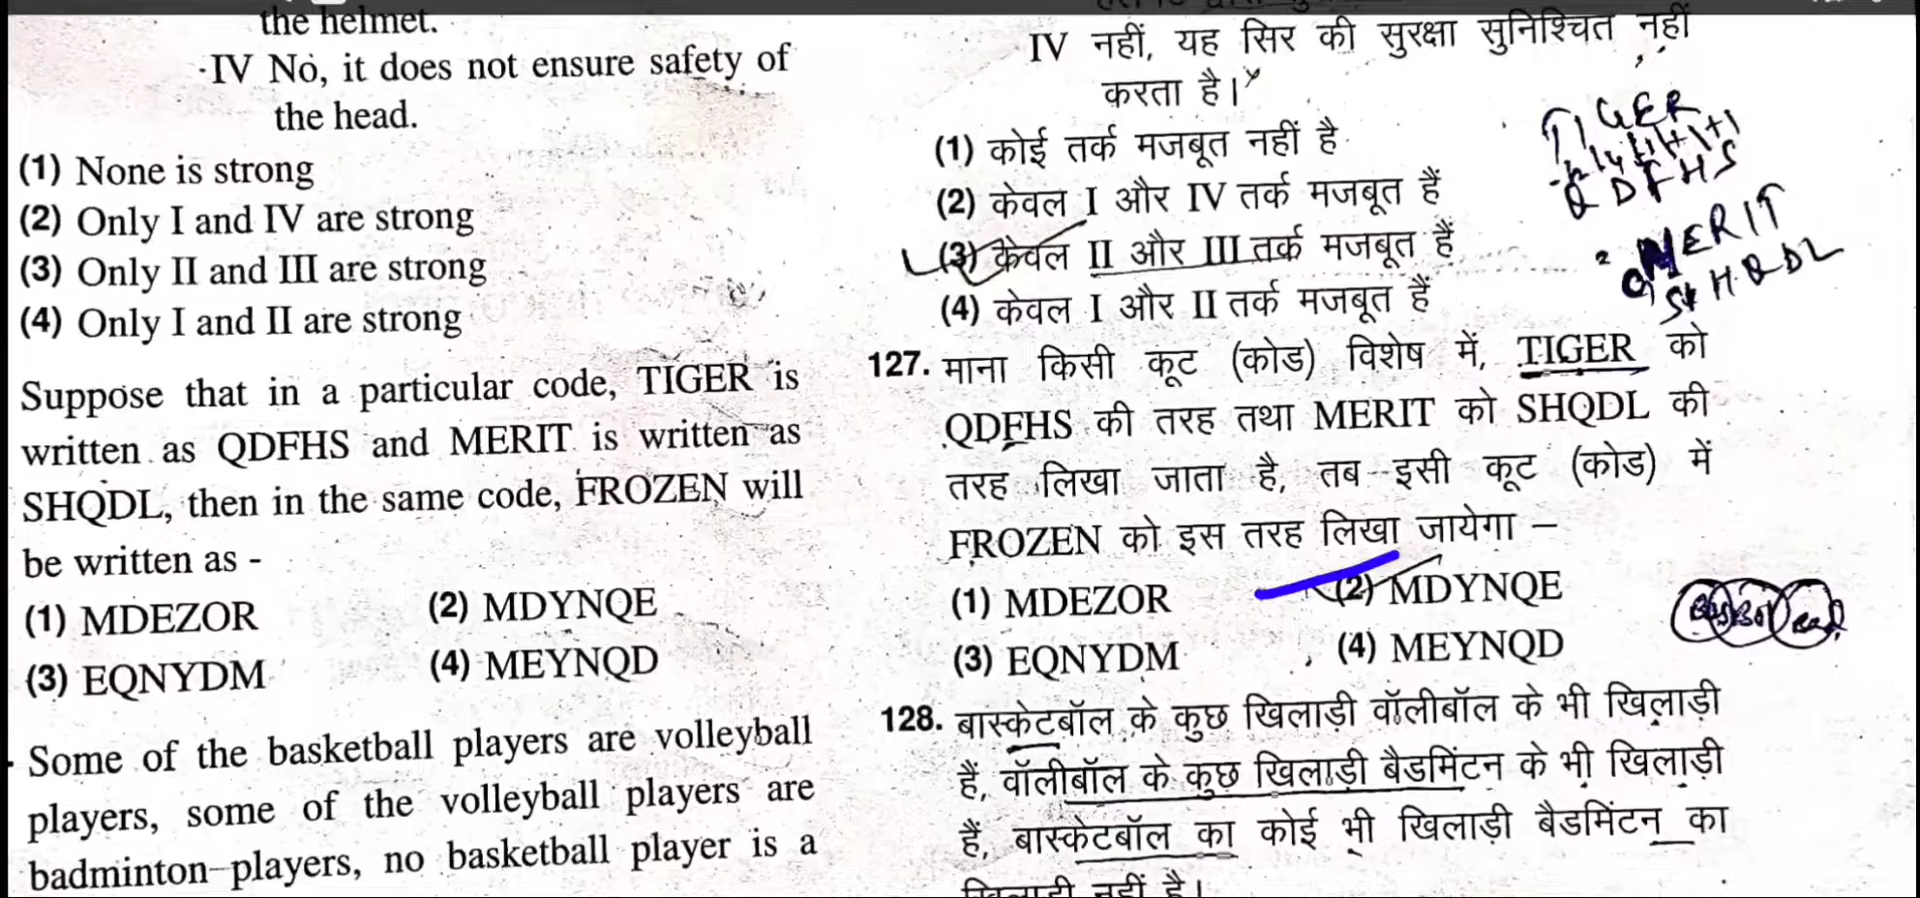 the helmet.
IV No, it does not ensure safety of
the head.
(1) None is strong
(2) Only I and IV are strong
(3) Only II and III are strong
(4) Only I and II are strong
Suppose that in a particular code, TIGER is
written as QDFHS and MERIT is written as
SHQDL, then in the same code, FROZEN will
be written as -
(1) MDEZOR (2) MDYNQE
(3) EQNYDM (4) MEYNQD
Some of the basketball players are volleyball
players, some of the volleyball players are
badminton players, no basketball player is a
IV नहीं, यह सिर की सुरक्षा सुनिश्चित नहीं
करता है।
(1) कोई तर्क मजबूत नहीं है
(2) केवल I और IV तर्क मजबूत हैं
(3) केवल II और III तर्क मजबूत हैं
(4) केवल I और II तर्क मजबूत हैं
127. माना किसी कूट (कोड) विशेष में, TIGER को
QDFHS की तरह तथा MERIT को SHQDL की
तरह लिखा जाता है, तब इसी कूट (कोड) में
FROZEN को इस तरह लिखा जायेगा –
(1) MDEZOR (2) MDYNQE
(3) EQNYDM (4) MEYNQD
128. बास्केटबॉल के कुछ खिलाड़ी वॉलीबॉल के भी खिलाड़ी
हैं, वॉलीबॉल के कुछ खिलाड़ी बैडमिंटन के भी खिलाड़ी
हैं, बास्केटबॉल का कोई भी खिलाड़ी बैडमिंटन का
खिलाड़ी नहीं है।
TIGER
QDFHS
MERIT
SHQDL